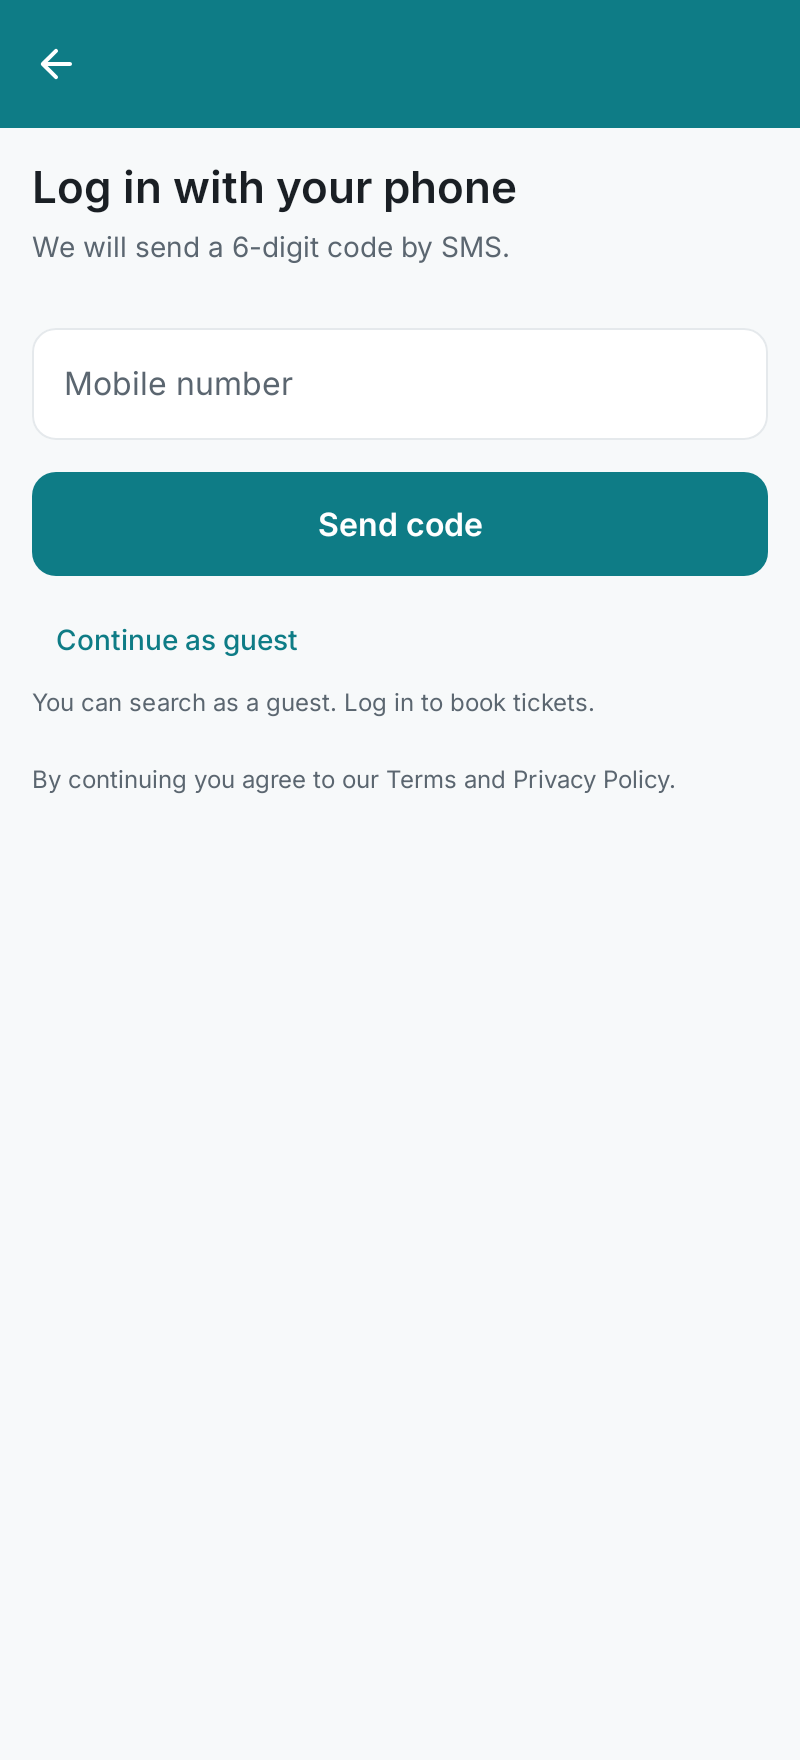 Log in with your phone
We will send a 6-digit code by SMS.
Mobile number
Send code
Continue as guest
You can search as a guest. Log in to book tickets.
By continuing you agree to our Terms and Privacy Policy.